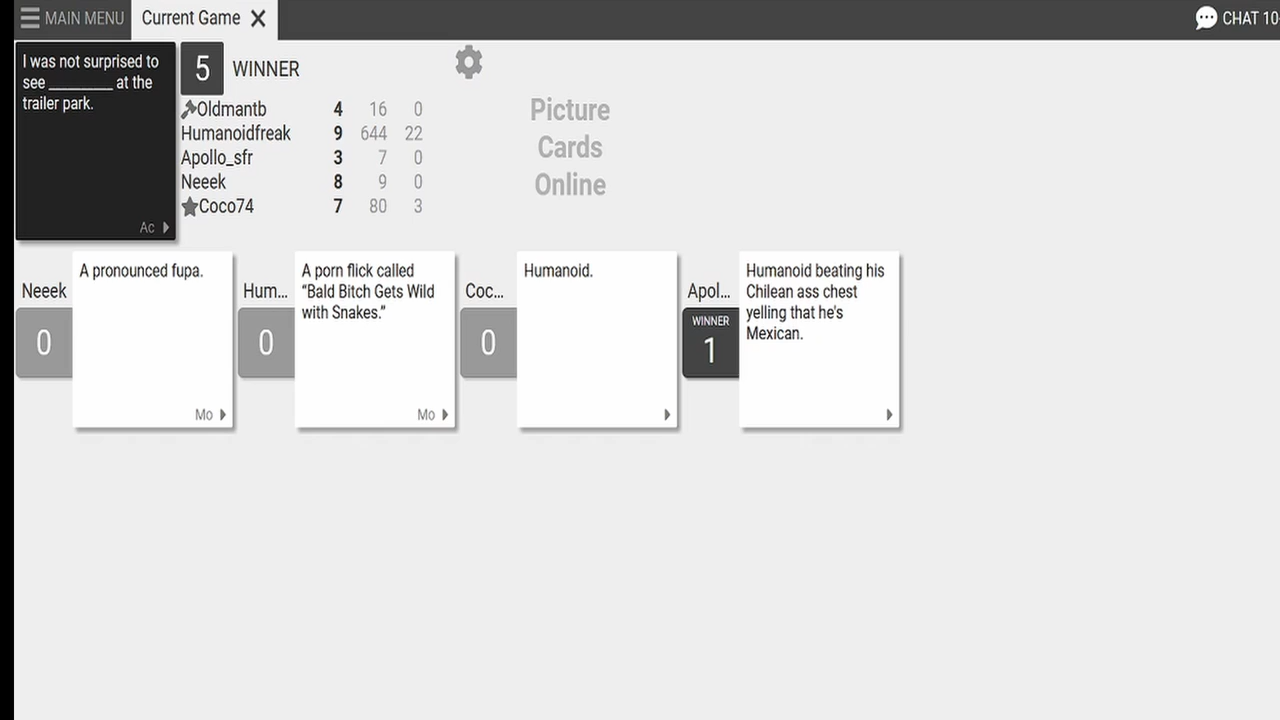 MAIN MENU
Current Game
CHAT 10
I was not surprised to
see __________ at the
trailer park.
Ac
5 WINNER
Oldmantb 4 16 0
Humanoidfreak 9 644 22
Apollo_sfr 3 7 0
Neeek 8 9 0
Coco74 7 80 3
Picture
Cards
Online
Neeek
0
A pronounced fupa.
Mo
Hum...
0
A porn flick called
“Bald Bitch Gets Wild
with Snakes.”
Mo
Coc...
0
Humanoid.
Apol...
WINNER
1
Humanoid beating his
Chilean ass chest
yelling that he's
Mexican.